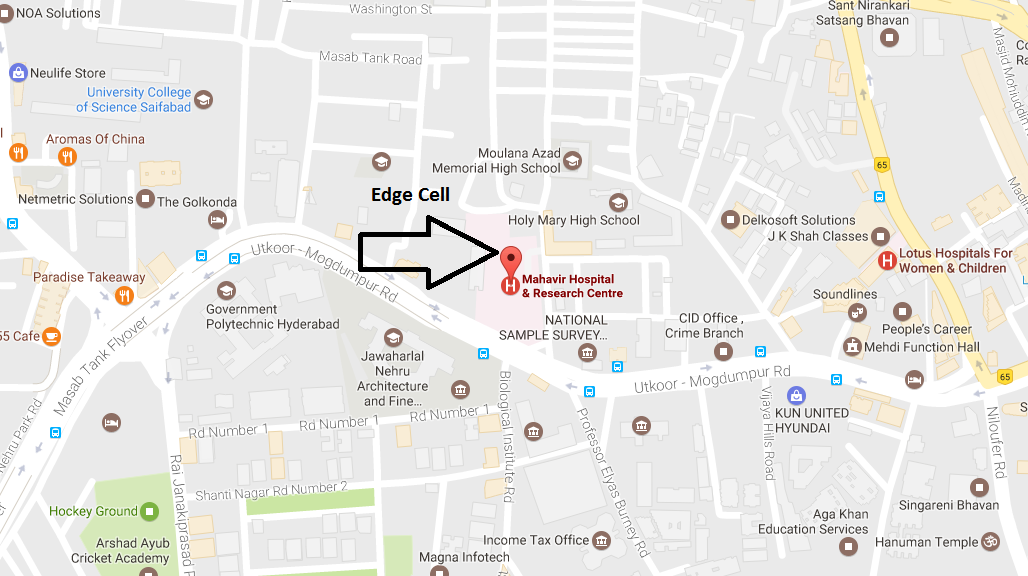 NOA Solutions
Washington St
Sant Nirankari
Satsang Bhavan
Masab Tank Road
Neulife Store
University College
of Science Saifabad
Aromas Of China
Moulana Azad
Memorial High School
65
Edge Cell
Netmetric Solutions
The Golkonda
Holy Mary High School
Delkosoft Solutions
J K Shah Classes
Utkoor - Mogdumpur Rd
H
Lotus Hospitals For
Women & Children
Paradise Takeaway
H
Mahavir Hospital
& Research Centre
Soundlines
Government
Polytechnic Hyderabad
NATIONAL
SAMPLE SURVEY...
CID Office ,
Crime Branch
People's Career
Mehdi Function Hall
55 Cafe
Masab Tank Flyover
Jawaharlal
Nehru
Architecture
and Fine...
Utkoor - Mogdumpur Rd
65
Nehru Park Rd
Rd Number 1
Rd Number 1
Biological Institute Rd
Professor Elyas Burney Rd
Vijaya Hills Road
KUN UNITED
HYUNDAI
Niloufer Rd
Rai Janakiprasad Rd
Shanti Nagar Rd Number 2
Hockey Ground
Singareni Bhavan
Aga Khan
Education Services
Arshad Ayub
Cricket Academy
Income Tax Office
Hanuman Temple
Magna Infotech